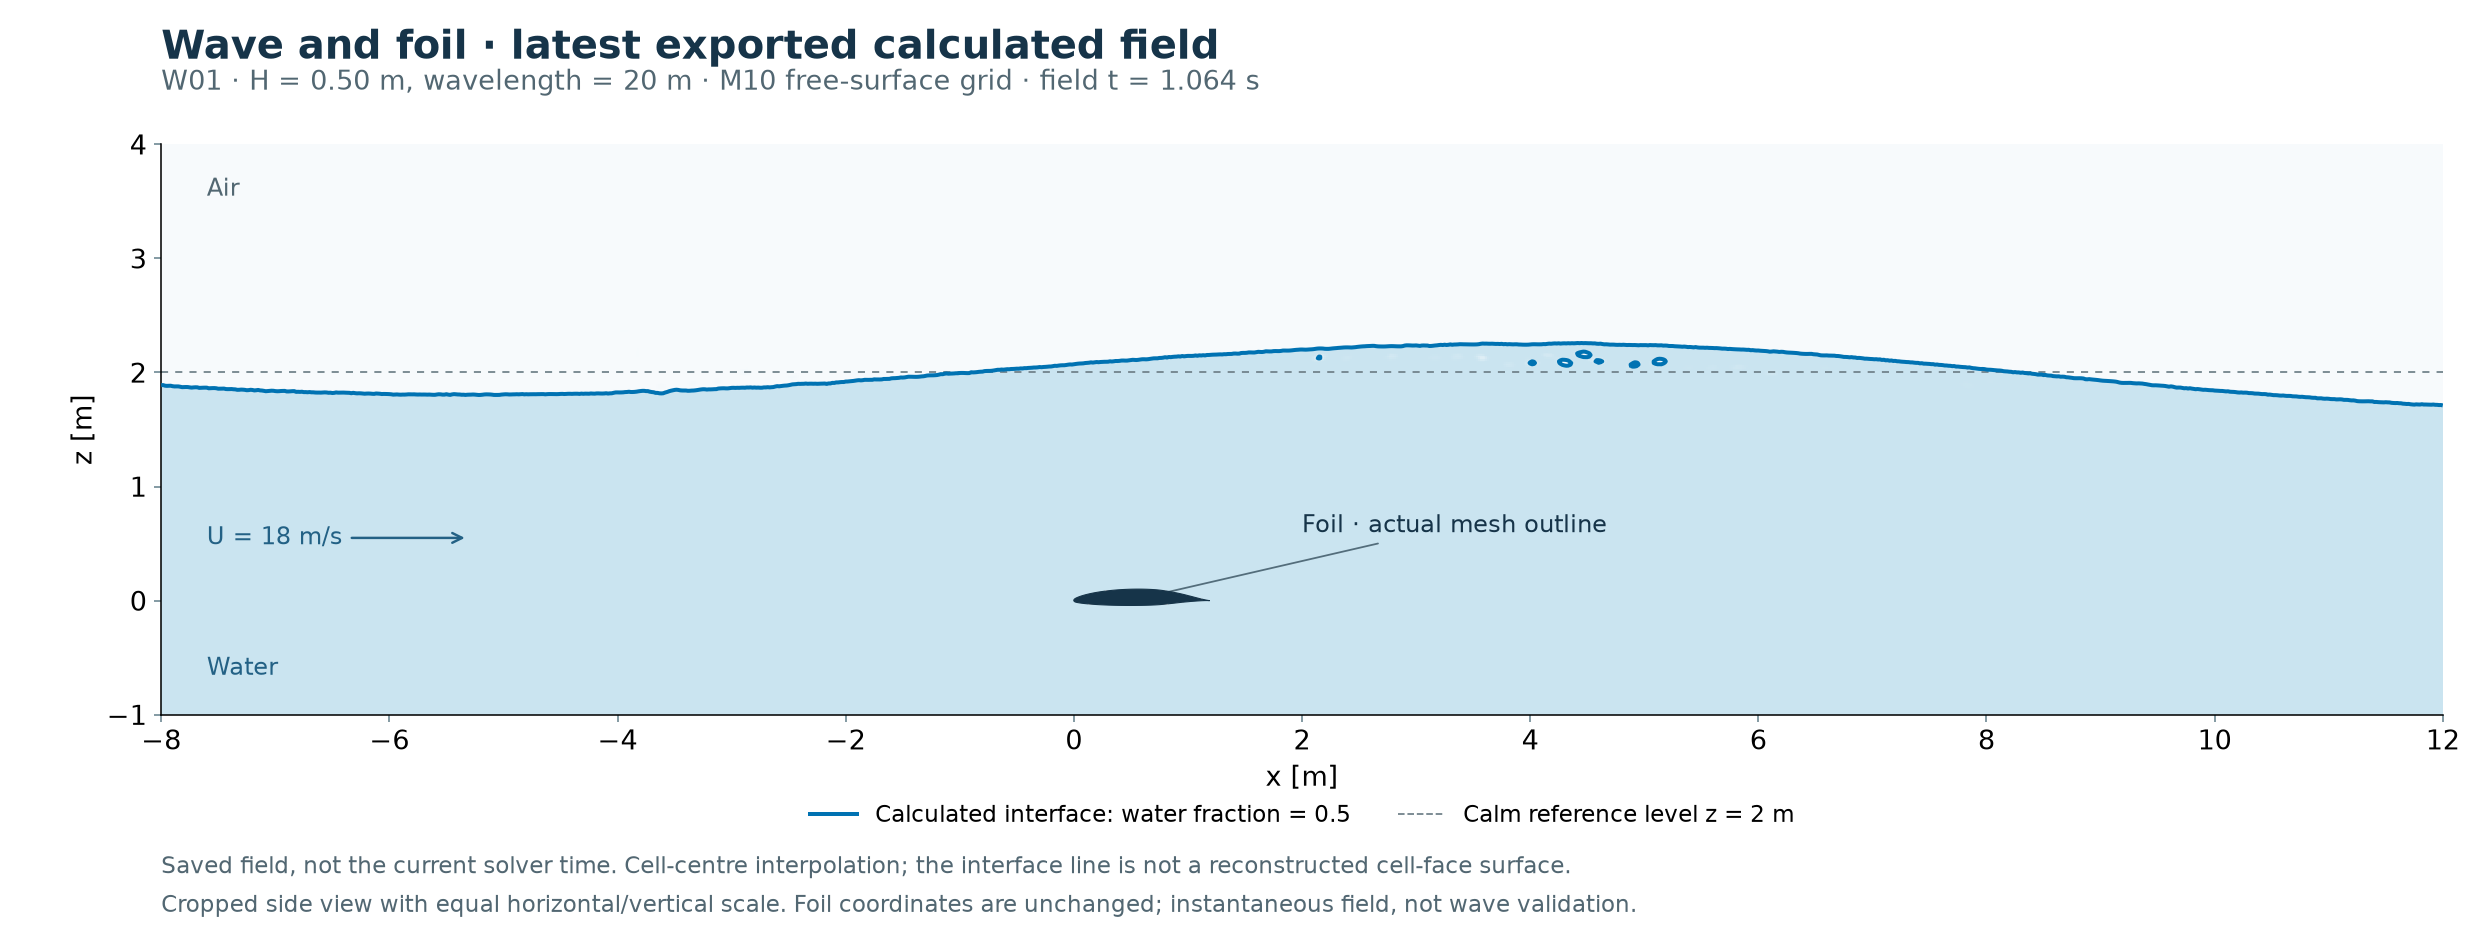 Wave and foil · latest exported calculated field
W01 · H = 0.50 m, wavelength = 20 m · M10 free-surface grid · field t = 1.064 s
4
Air
3
2
z [m]
1
Foil · actual mesh outline
U = 18 m/s
0
Water
−1
−8 −6 −4 −2 0 2 4 6 8 10 12
x [m]
Calculated interface: water fraction = 0.5 Calm reference level z = 2 m
Saved field, not the current solver time. Cell-centre interpolation; the interface line is not a reconstructed cell-face surface.
Cropped side view with equal horizontal/vertical scale. Foil coordinates are unchanged; instantaneous field, not wave validation.